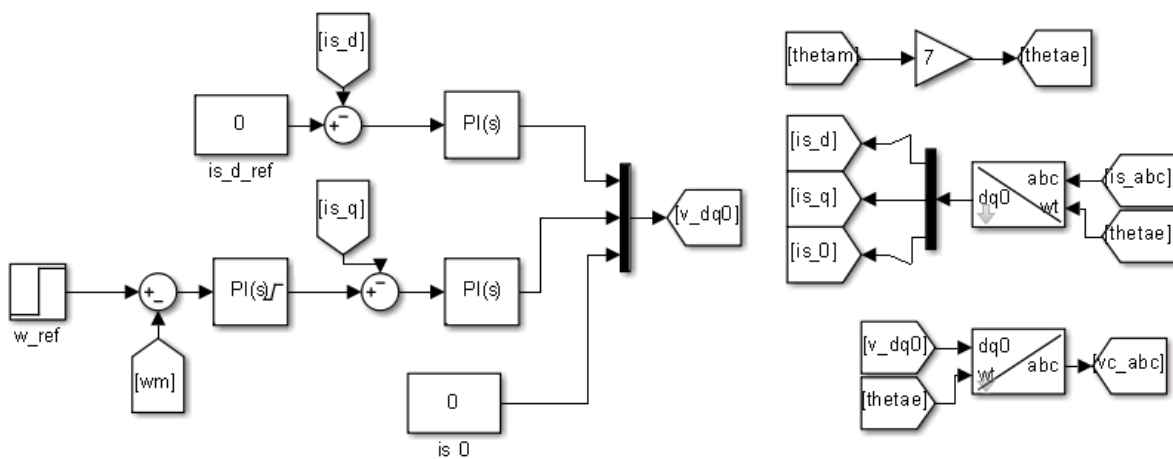 [is_d]
0
+
−
PI(s)
is_d_ref
[is_q]
[v_dq0]
+
−
PI(s)
+
−
PI(s)
w_ref
[wm]
0
is 0
[thetam]
7
[thetae]
[is_d]
[is_q]
[is_0]
dq0
abc
wt
[is_abc]
[thetae]
[v_dq0]
[thetae]
dq0
wt
abc
[vc_abc]